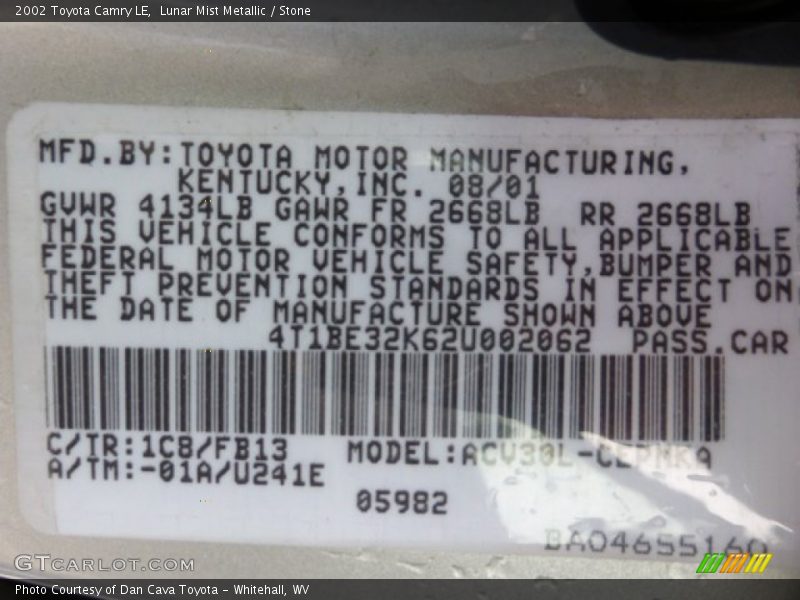 2002 Toyota Camry LE, Lunar Mist Metallic / Stone
MFD.BY:TOYOTA MOTOR MANUFACTURING,
KENTUCKY,INC. 08/01
GVWR 4134LB GAWR FR 2668LB RR 2668LB
THIS VEHICLE CONFORMS TO ALL APPLICABLE
FEDERAL MOTOR VEHICLE SAFETY,BUMPER AND
THEFT PREVENTION STANDARDS IN EFFECT ON
THE DATE OF MANUFACTURE SHOWN ABOVE
4T1BE32K62U002062 PASS.CAR
C/TR:1C8/FB13 MODEL:ACV30L-CEPNKA
A/TM:-01A/U241E
05982
BA04655160
GTCARLOT.COM
Photo Courtesy of Dan Cava Toyota – Whitehall, WV